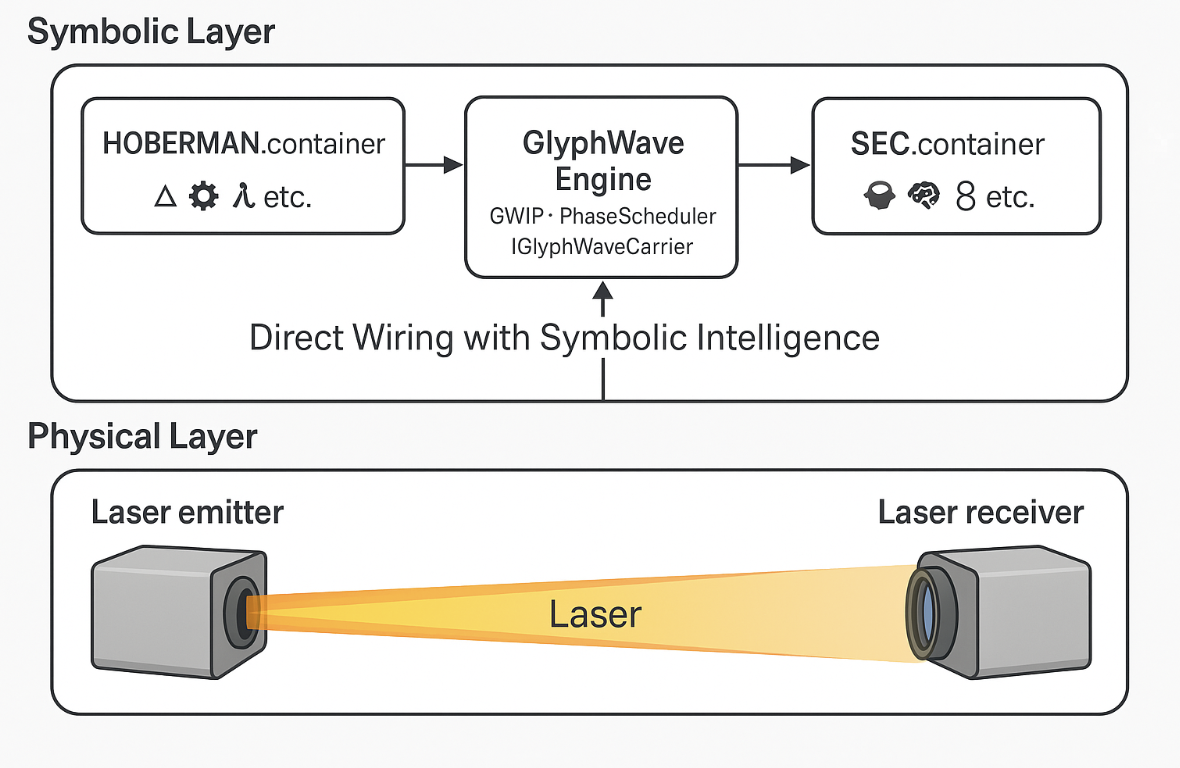 Symbolic Layer
HOBERMAN.container
△ ⚙ λ etc.
GlyphWave
Engine
GWIP · PhaseScheduler
IGlyphWaveCarrier
SEC.container
8 etc.
Direct Wiring with Symbolic Intelligence
Physical Layer
Laser emitter
Laser receiver
Laser